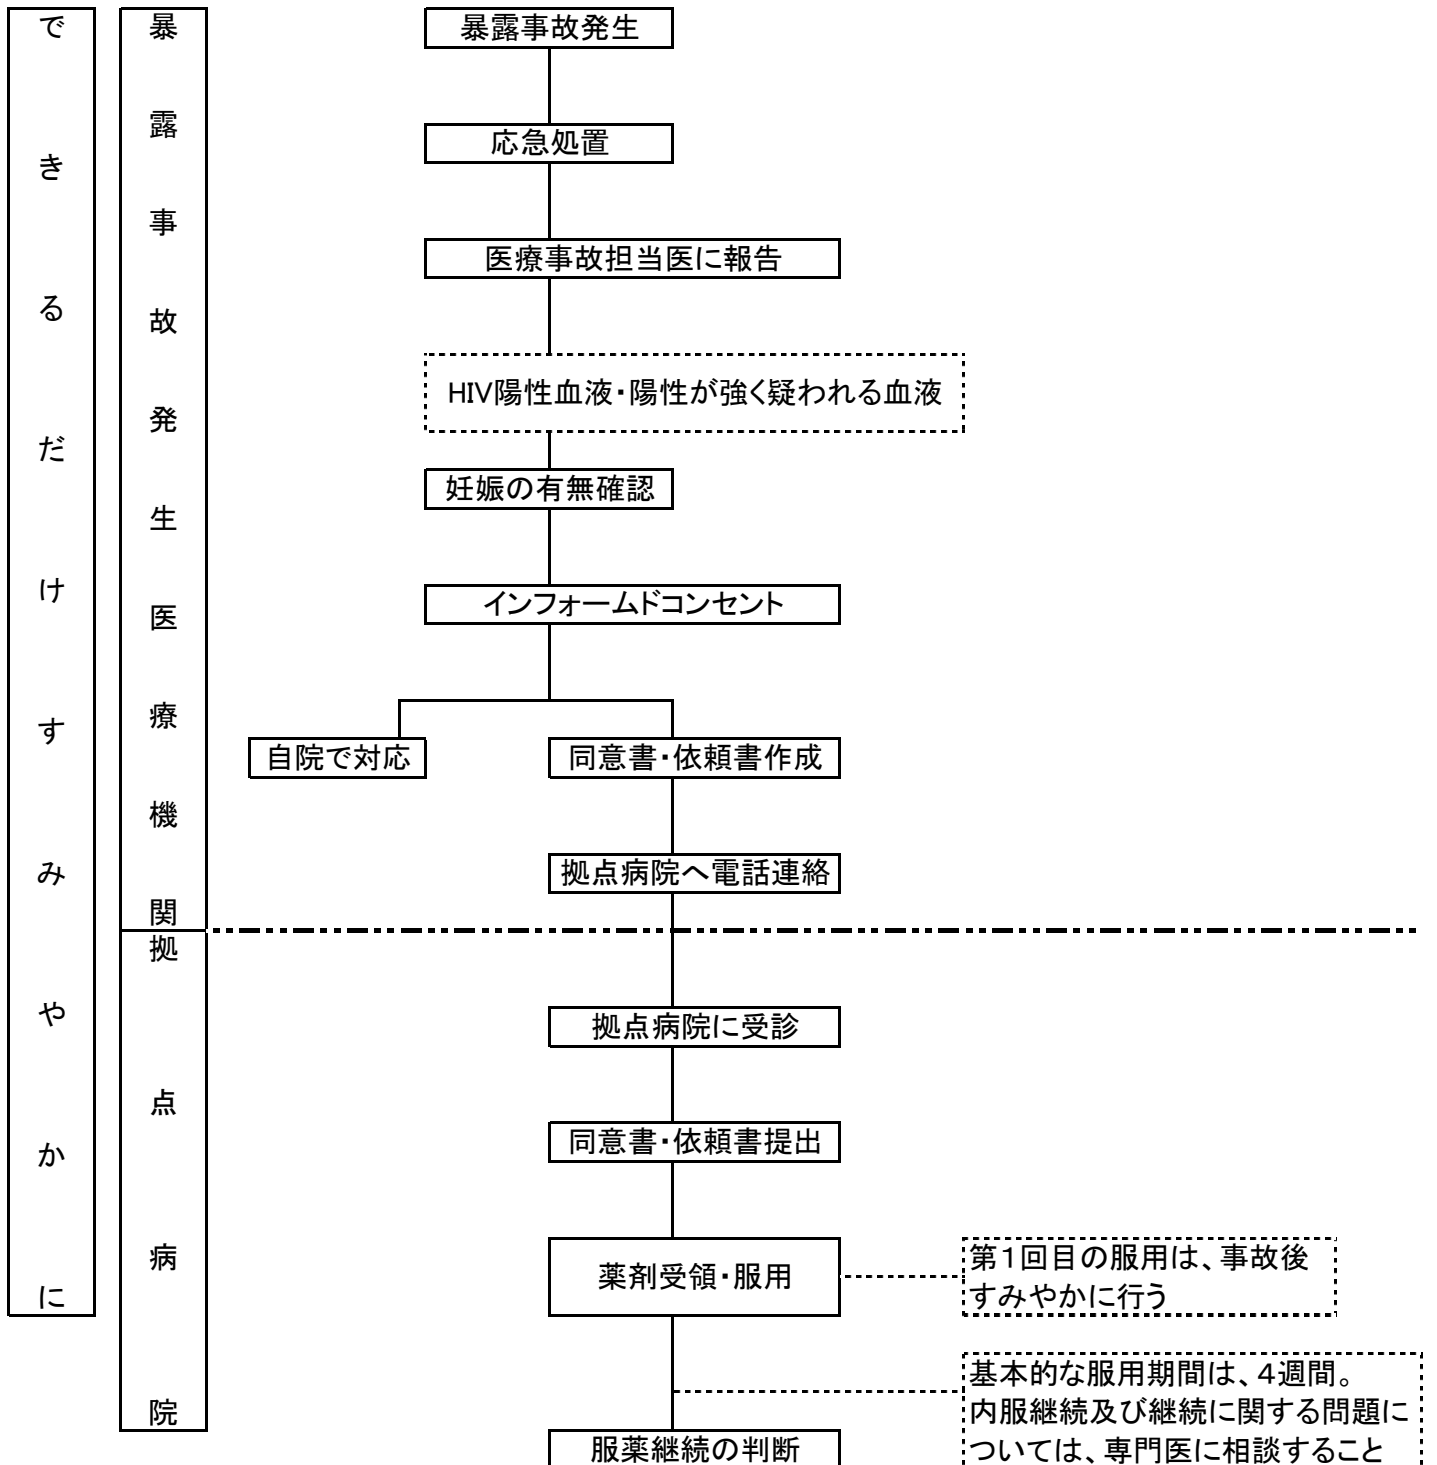 できるだけすみやかに
暴露事故発生医療機関
拠点病院
暴露事故発生
応急処置
医療事故担当医に報告
HIV陽性血液・陽性が強く疑われる血液
妊娠の有無確認
インフォームドコンセント
自院で対応
同意書・依頼書作成
拠点病院へ電話連絡
拠点病院に受診
同意書・依頼書提出
薬剤受領・服用
第１回目の服用は、事故後
すみやかに行う
基本的な服用期間は、４週間。
内服継続及び継続に関する問題に
ついては、専門医に相談すること
服薬継続の判断